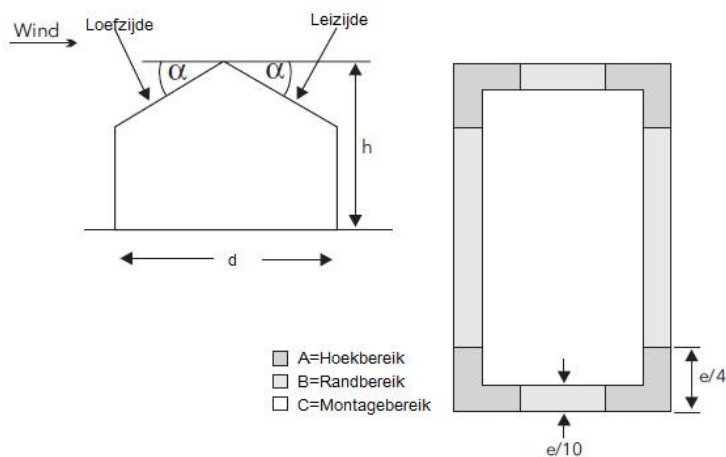 Wind
Loefzijde
Leizijde
α
α
h
d
A=Hoekbereik
B=Randbereik
C=Montagebereik
e/4
e/10